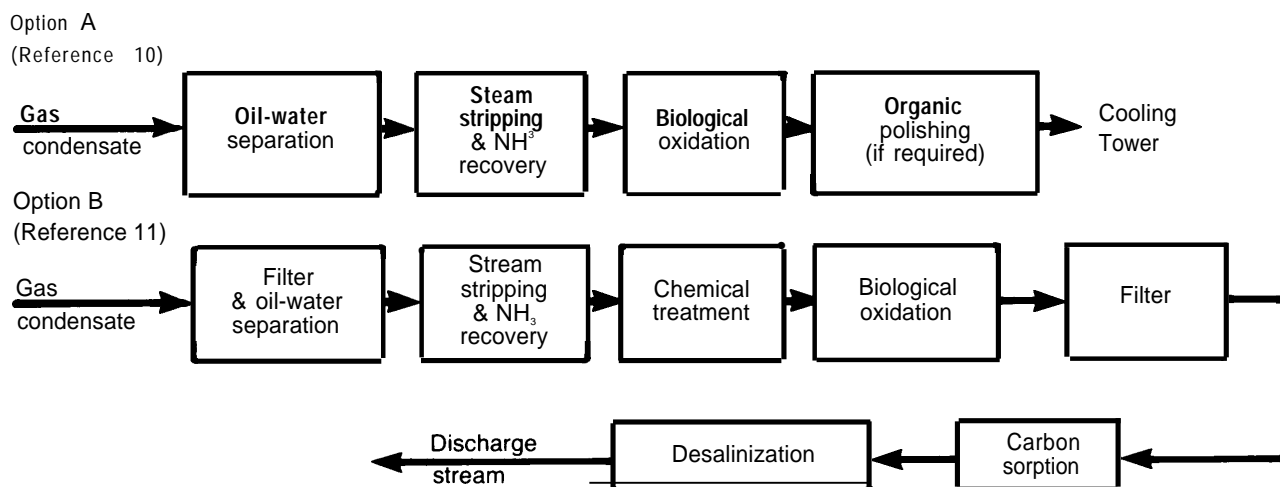 Option A
(Reference 10)
Gas
condensate
Oil-water
separation
Steam
stripping
& NH³
recovery
Biological
oxidation
Organic
polishing
(if required)
Cooling
Tower
Option B
(Reference 11)
Gas
condensate
Filter
& oil-water
separation
Stream
stripping
& NH₃
recovery
Chemical
treatment
Biological
oxidation
Filter
Carbon
sorption
Desalinization
Discharge
stream